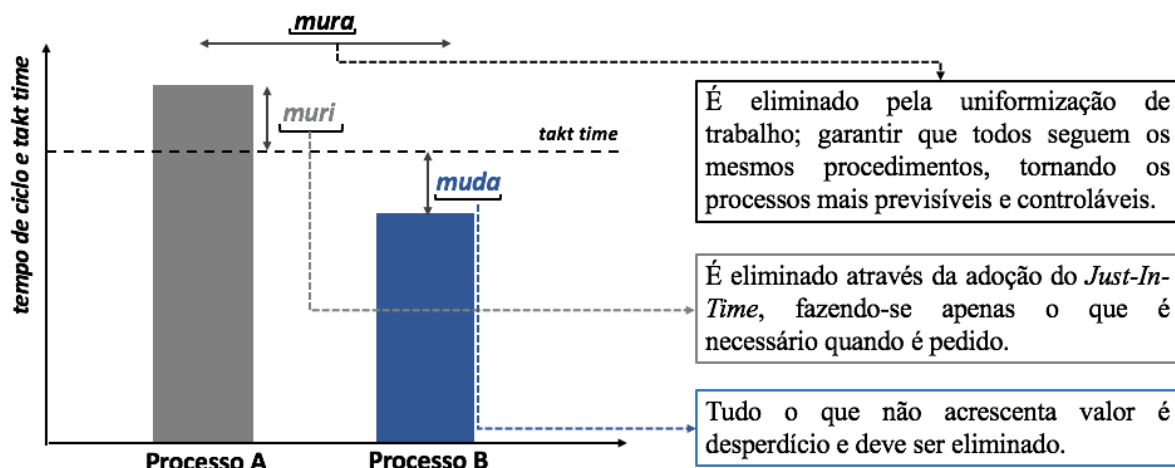 mura
É eliminado pela uniformização de
trabalho; garantir que todos seguem os
mesmos procedimentos, tornando os
processos mais previsíveis e controláveis.
muri
takt time
muda
tempo de ciclo e takt time
É eliminado através da adoção do Just-In-
Time, fazendo-se apenas o que é
necessário quando é pedido.
Tudo o que não acrescenta valor é
desperdício e deve ser eliminado.
Processo A
Processo B